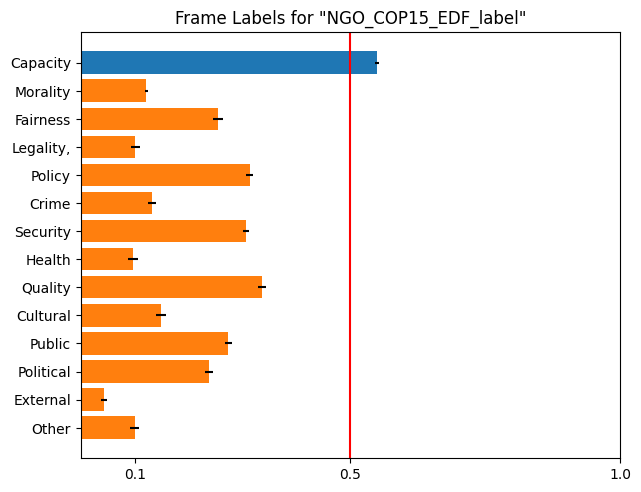 Frame Labels for "NGO_COP15_EDF_label"
Capacity
Morality
Fairness
Legality,
Policy
Crime
Security
Health
Quality
Cultural
Public
Political
External
Other
0.1 0.5 1.0